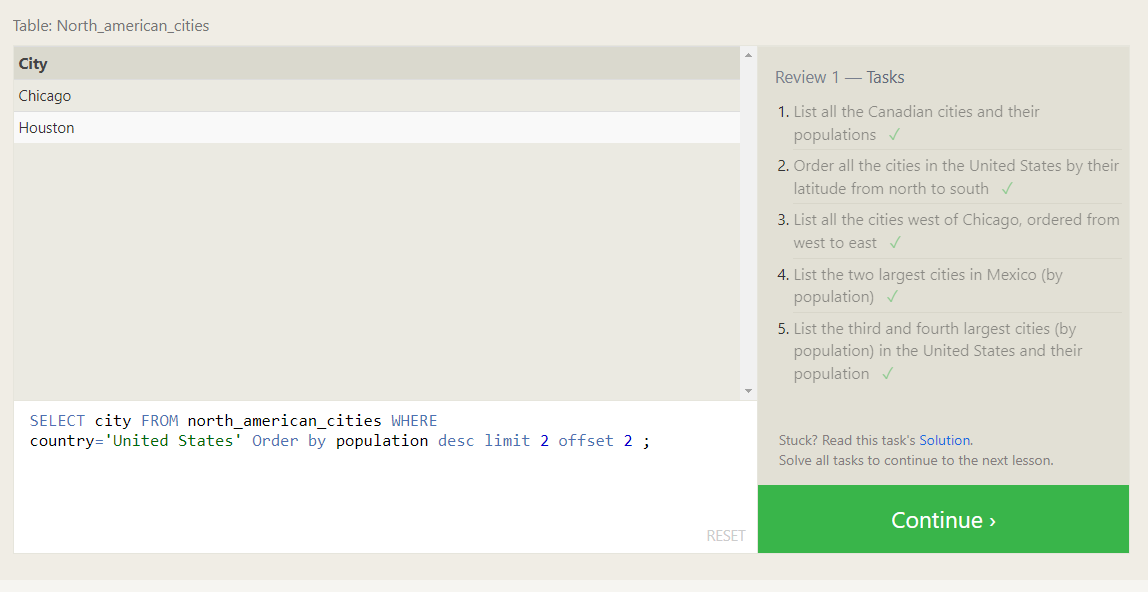 Table: North_american_cities
City
Chicago
Houston
SELECT city FROM north_american_cities WHERE
country='United States' Order by population desc limit 2 offset 2 ;
RESET
Review 1 — Tasks
1. List all the Canadian cities and their
populations ✓
2. Order all the cities in the United States by their
latitude from north to south ✓
3. List all the cities west of Chicago, ordered from
west to east ✓
4. List the two largest cities in Mexico (by
population) ✓
5. List the third and fourth largest cities (by
population) in the United States and their
population ✓
Stuck? Read this task's Solution.
Solve all tasks to continue to the next lesson.
Continue ›